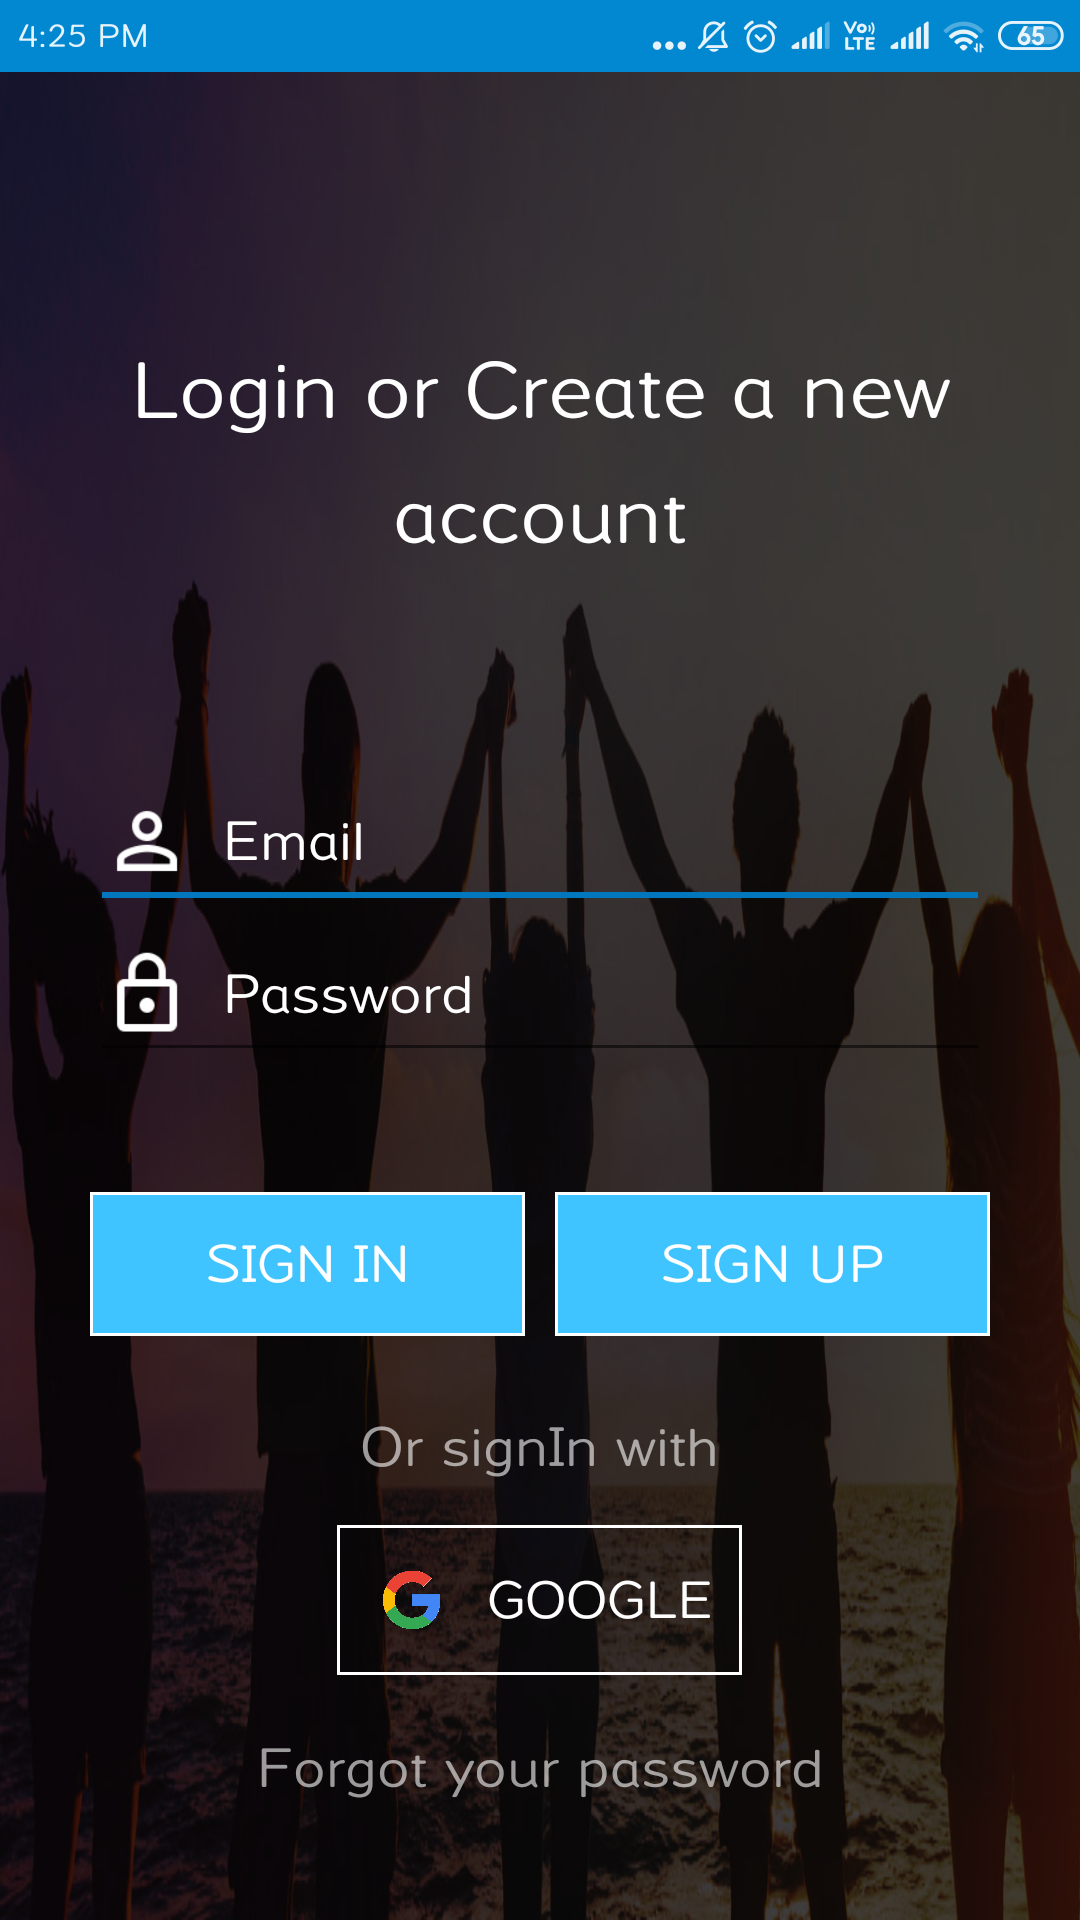 4:25 PM ... Vo)) LTE 65
Login or Create a new
account
Email
Password
SIGN IN SIGN UP
Or signIn with
GOOGLE
Forgot your password